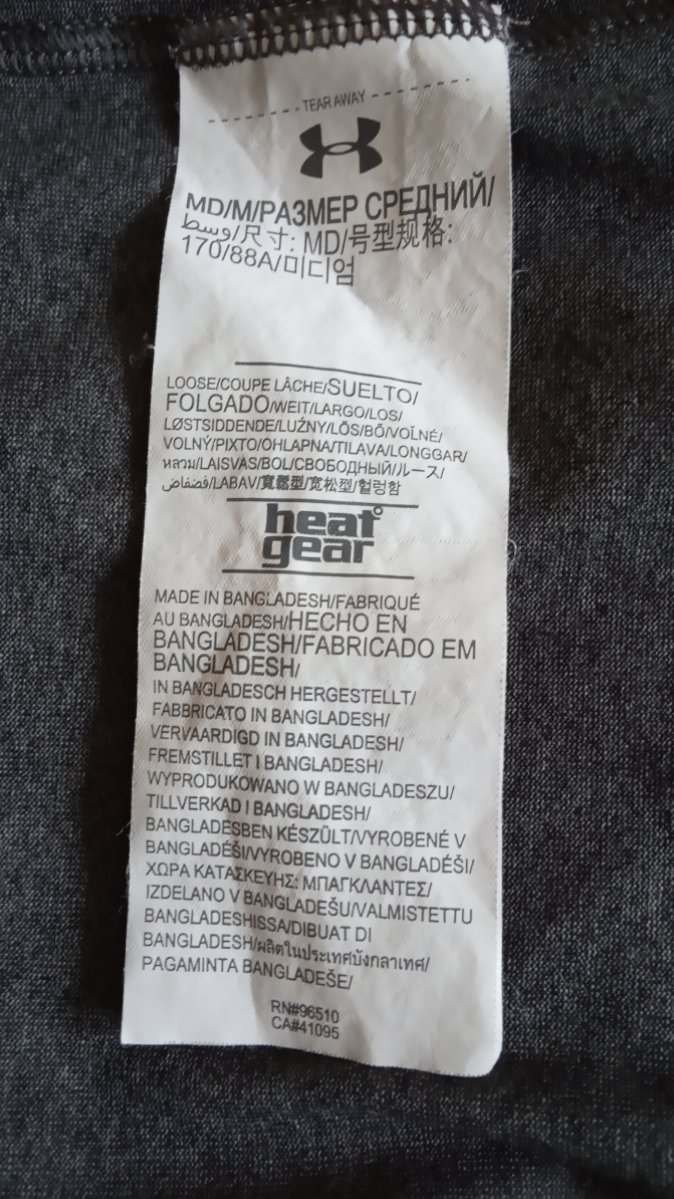 TEAR AWAY
MD/M/РАЗМЕР СРЕДНИЙ/
وسط/尺寸: MD/号型规格:
170/88A/미디엄
LOOSE/COUPE LÂCHE/SUELTO/
FOLGADO/WEIT/LARGO/LOS/
LØSTSIDDENDE/LUŹNY/LÖS/BŐ/VOĽNÉ/
VOLNÝ/ΡΙΧΤΟ/OHLAPNA/TILAVA/LONGGAR/
หลวม/LAISVAS/BOL/СВОБОДНЫЙ/ルース/
فضفاض/LABAV/寬鬆型/宽松型/헐렁함
heat
gear
MADE IN BANGLADESH/FABRIQUÉ
AU BANGLADESH/HECHO EN
BANGLADESH/FABRICADO EM
BANGLADESH/
IN BANGLADESCH HERGESTELLT/
FABBRICATO IN BANGLADESH/
VERVAARDIGD IN BANGLADESH/
FREMSTILLET I BANGLADESH/
WYPRODUKOWANO W BANGLADESZU/
TILLVERKAD I BANGLADESH/
BANGLADESBEN KÉSZÜLT/VYROBENÉ V
BANGLADÉŠI/VYROBENO V BANGLADÉŠI/
ΧΩΡΑ ΚΑΤΑΣΚΕΥΗΣ: ΜΠΑΓΚΛΑΝΤΕΣ/
IZDELANO V BANGLADEŠU/VALMISTETTU
BANGLADESHISSA/DIBUAT DI
BANGLADESH/ผลิตในประเทศบังกลาเทศ/
PAGAMINTA BANGLADEŠE/
RN#96510
CA#41095